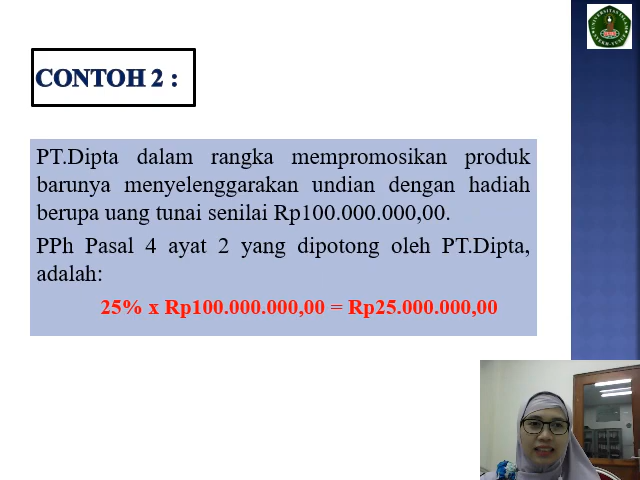 CONTOH 2 :
PT.Dipta dalam rangka mempromosikan produk
barunya menyelenggarakan undian dengan hadiah
berupa uang tunai senilai Rp100.000.000,00.
PPh Pasal 4 ayat 2 yang dipotong oleh PT.Dipta,
adalah:
25% x Rp100.000.000,00 = Rp25.000.000,00